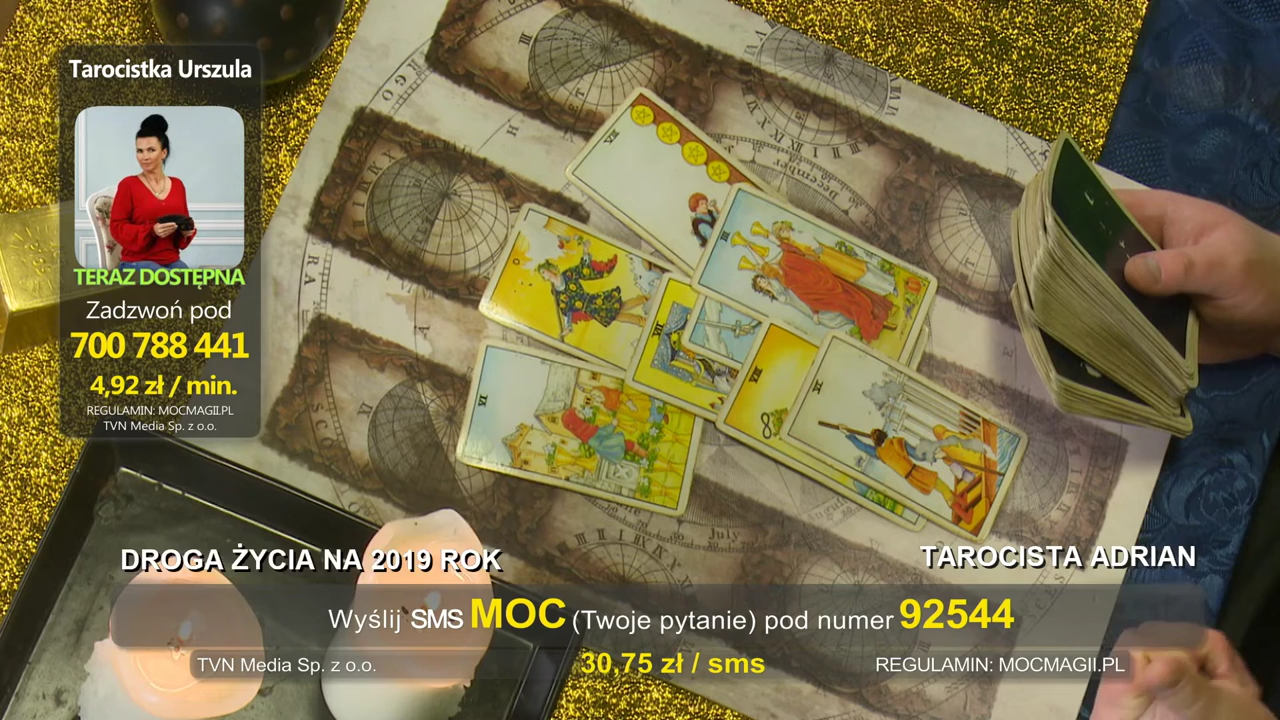 Tarocistka Urszula
TERAZ DOSTĘPNA
Zadzwoń pod
700 788 441
4,92 zł / min.
REGULAMIN: MOCMAGII.PL
TVN Media Sp. z o.o.
DROGA ŻYCIA NA 2019 ROK
TAROCISTA ADRIAN
Wyślij SMS MOC (Twoje pytanie) pod numer 92544
TVN Media Sp. z o.o.
30,75 zł / sms
REGULAMIN: MOCMAGII.PL
December
July